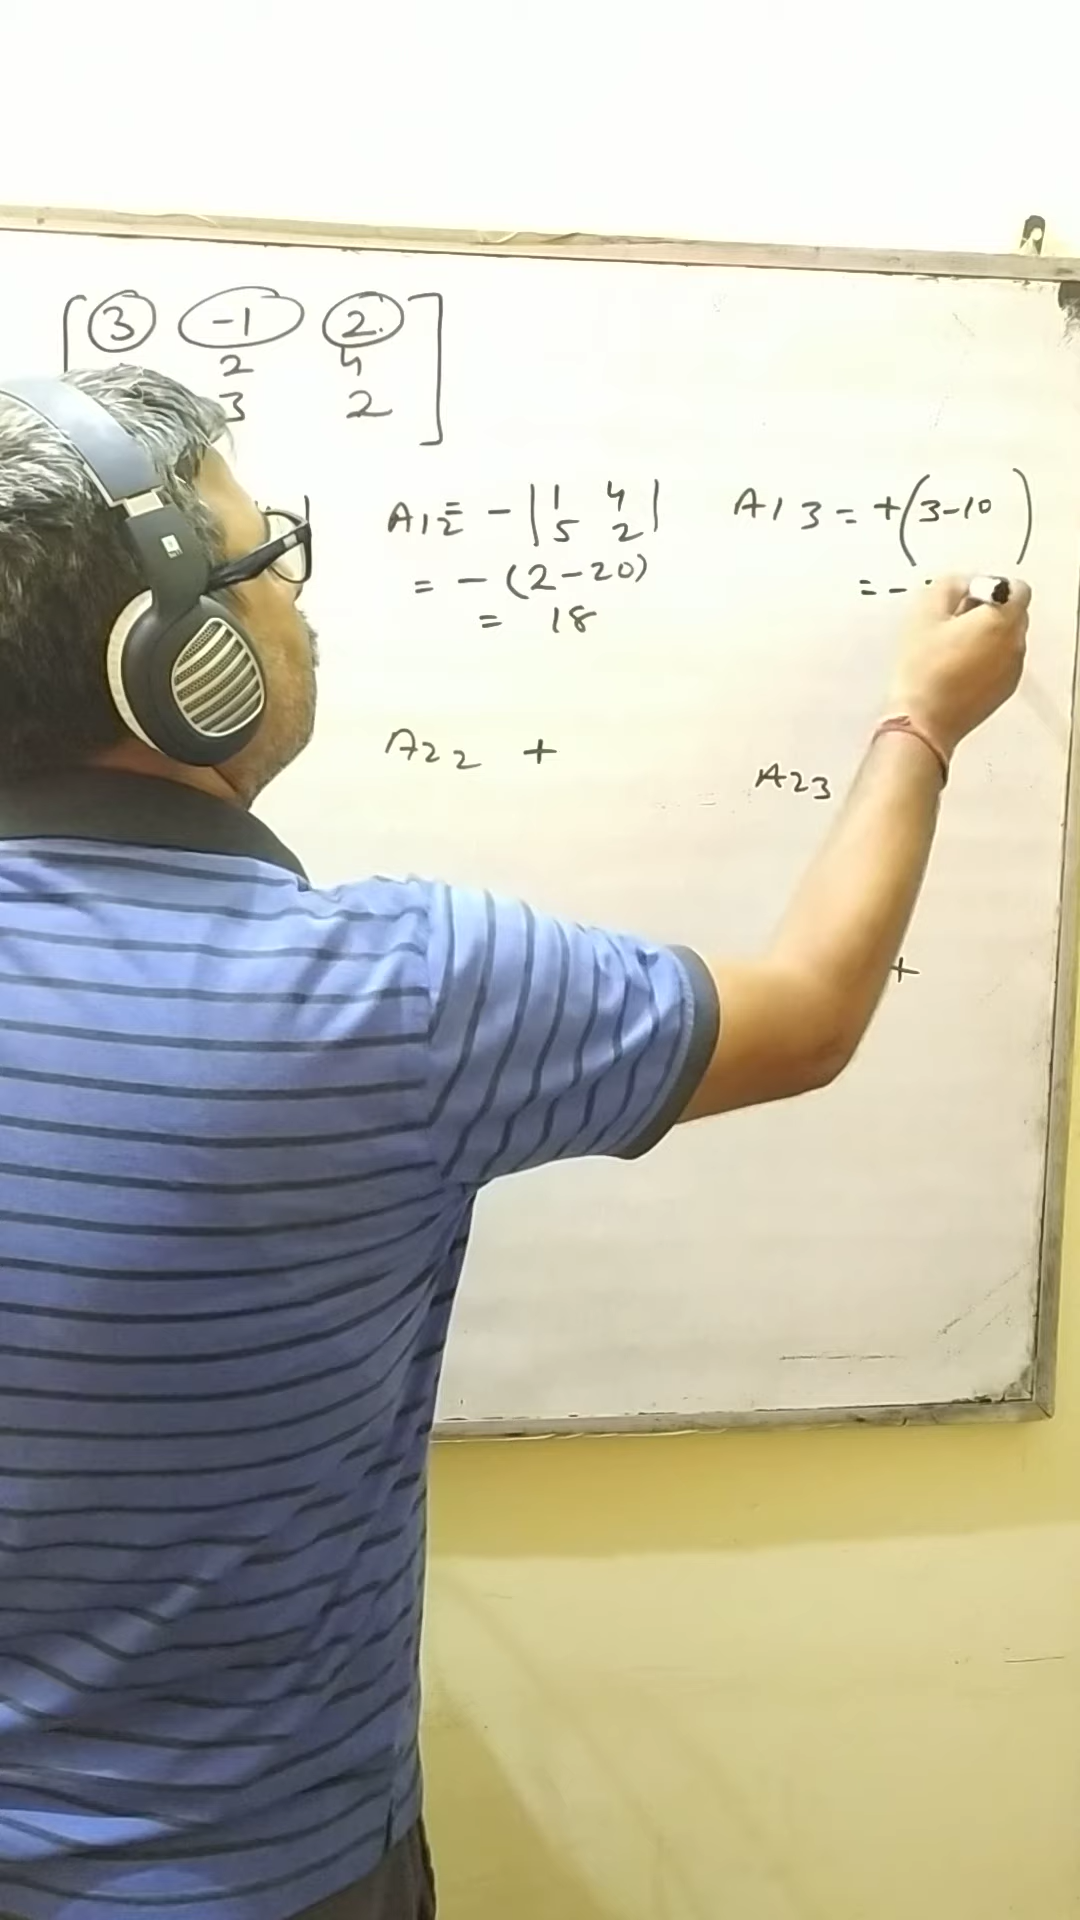 3 -1 2
2 4
3 2
A12 = - | 1 4 |
| 5 2 |
= - (2-20)
= 18
A13 = + (3-10)
= -
A22 +
A23
+